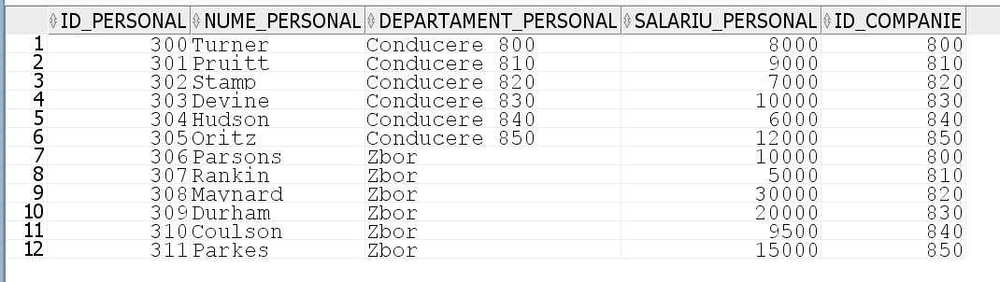 ID_PERSONAL NUME_PERSONAL DEPARTAMENT_PERSONAL SALARIU_PERSONAL ID_COMPANIE
1 300 Turner Conducere 800 8000 800
2 301 Pruitt Conducere 810 9000 810
3 302 Stamp Conducere 820 7000 820
4 303 Devine Conducere 830 10000 830
5 304 Hudson Conducere 840 6000 840
6 305 Oritz Conducere 850 12000 850
7 306 Parsons Zbor 10000 800
8 307 Rankin Zbor 5000 810
9 308 Maynard Zbor 30000 820
10 309 Durham Zbor 20000 830
11 310 Coulson Zbor 9500 840
12 311 Parkes Zbor 15000 850